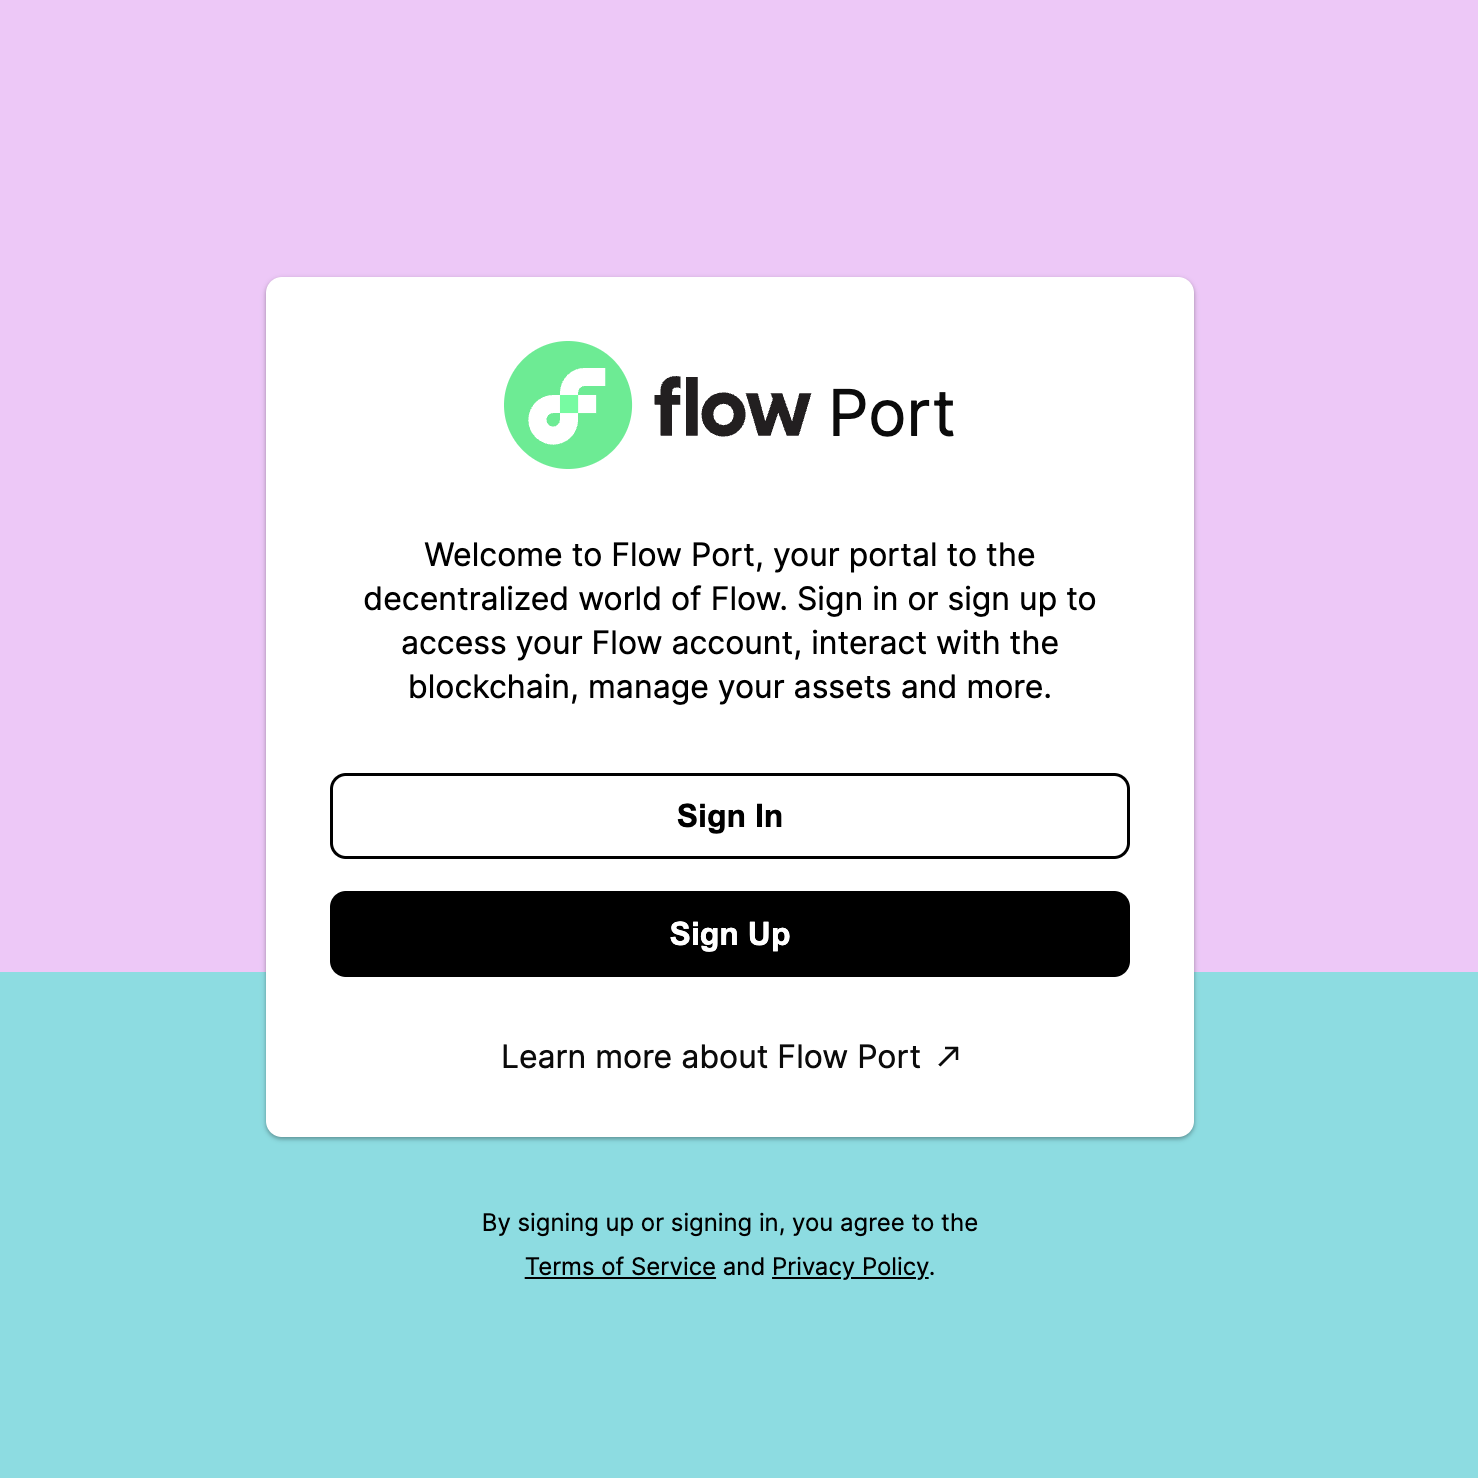 flow Port
Welcome to Flow Port, your portal to the
decentralized world of Flow. Sign in or sign up to
access your Flow account, interact with the
blockchain, manage your assets and more.
Sign In
Sign Up
Learn more about Flow Port ↗
By signing up or signing in, you agree to the
Terms of Service and Privacy Policy.